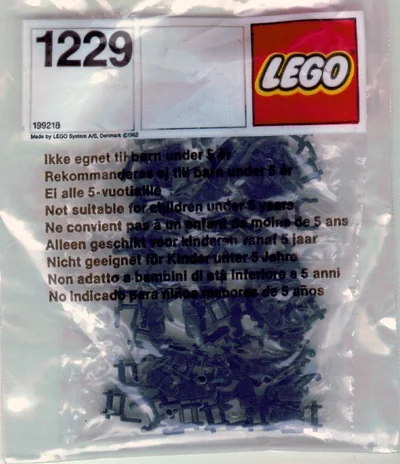 1229
LEGO
199218
Made by LEGO System A/S, Denmark ©1992
Ikke egnet til børn under 5 år
Rekommanderas ej till barn under 5 år
Ei alle 5-vuotiaille
Not suitable for children under 5 years
Ne convient pas à un enfant de moins de 5 ans
Alleen geschikt voor kinderen vanaf 5 jaar
Nicht geeignet für Kinder unter 5 Jahre
Non adatto a bambini di età inferiore a 5 anni
No indicado para niños menores de 5 años